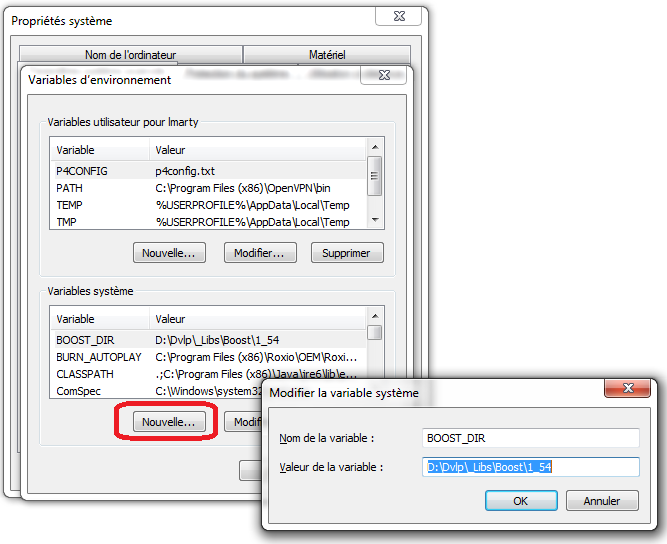 Propriétés système
Nom de l'ordinateur Matériel
Variables d'environnement
Variables utilisateur pour lmarty
Variable Valeur
P4CONFIG p4config.txt
PATH C:\Program Files (x86)\OpenVPN\bin
TEMP %USERPROFILE%\AppData\Local\Temp
TMP %USERPROFILE%\AppData\Local\Temp
Nouvelle... Modifier... Supprimer
Variables système
Variable Valeur
BOOST_DIR D:\Dvlp\_Libs\Boost\1_54
BURN_AUTOPLAY C:\Program Files (x86)\Roxio\OEM\Roxi...
CLASSPATH .;C:\Program Files (x86)\Java\jre6\lib\e...
ComSpec C:\Windows\system32
Nouvelle... Modifi
Modifier la variable système
Nom de la variable : BOOST_DIR
Valeur de la variable : D:\Dvlp\_Libs\Boost\1_54
OK Annuler